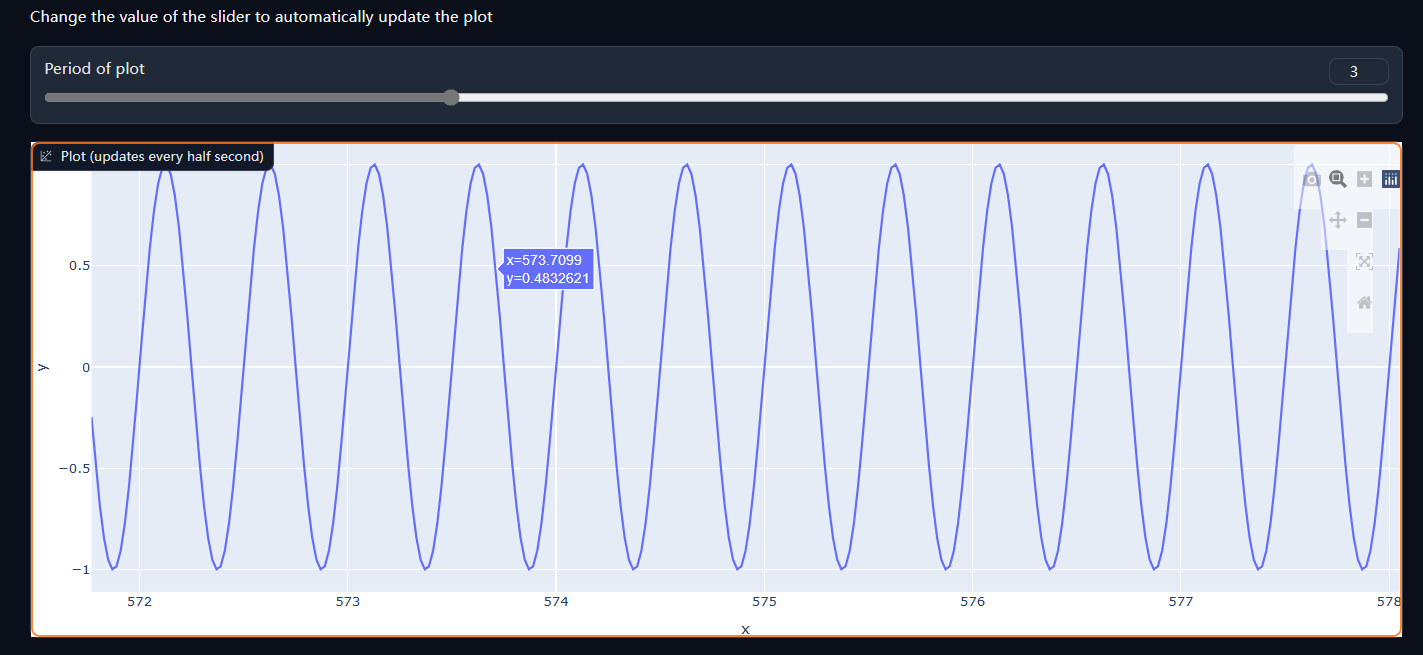 Change the value of the slider to automatically update the plot
Period of plot
3
Plot (updates every half second)
0.5
0
−0.5
−1
y
x=573.7099
y=0.4832621
572
573
574
575
576
577
578
x